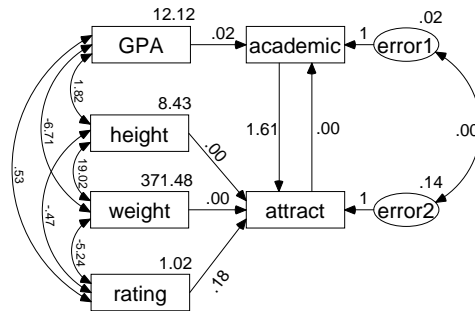 12.12
.02
GPA
.02
academic
1
error1
1.82
8.43
-6.71
1.61
.00
.00
height
.00
.53
19.02
371.48
-.47
.14
weight
.00
attract
1
error2
-5.24
1.02
.18
rating